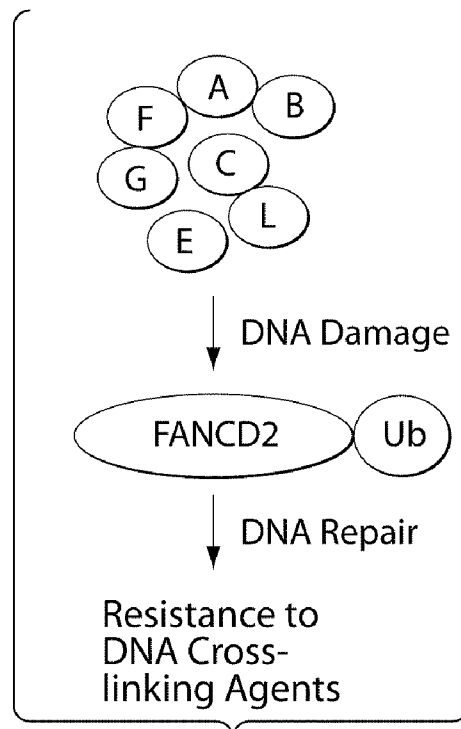 A
B
F
C
G
L
E
DNA Damage
FANCD2
Ub
DNA Repair
Resistance to
DNA Cross-
linking Agents